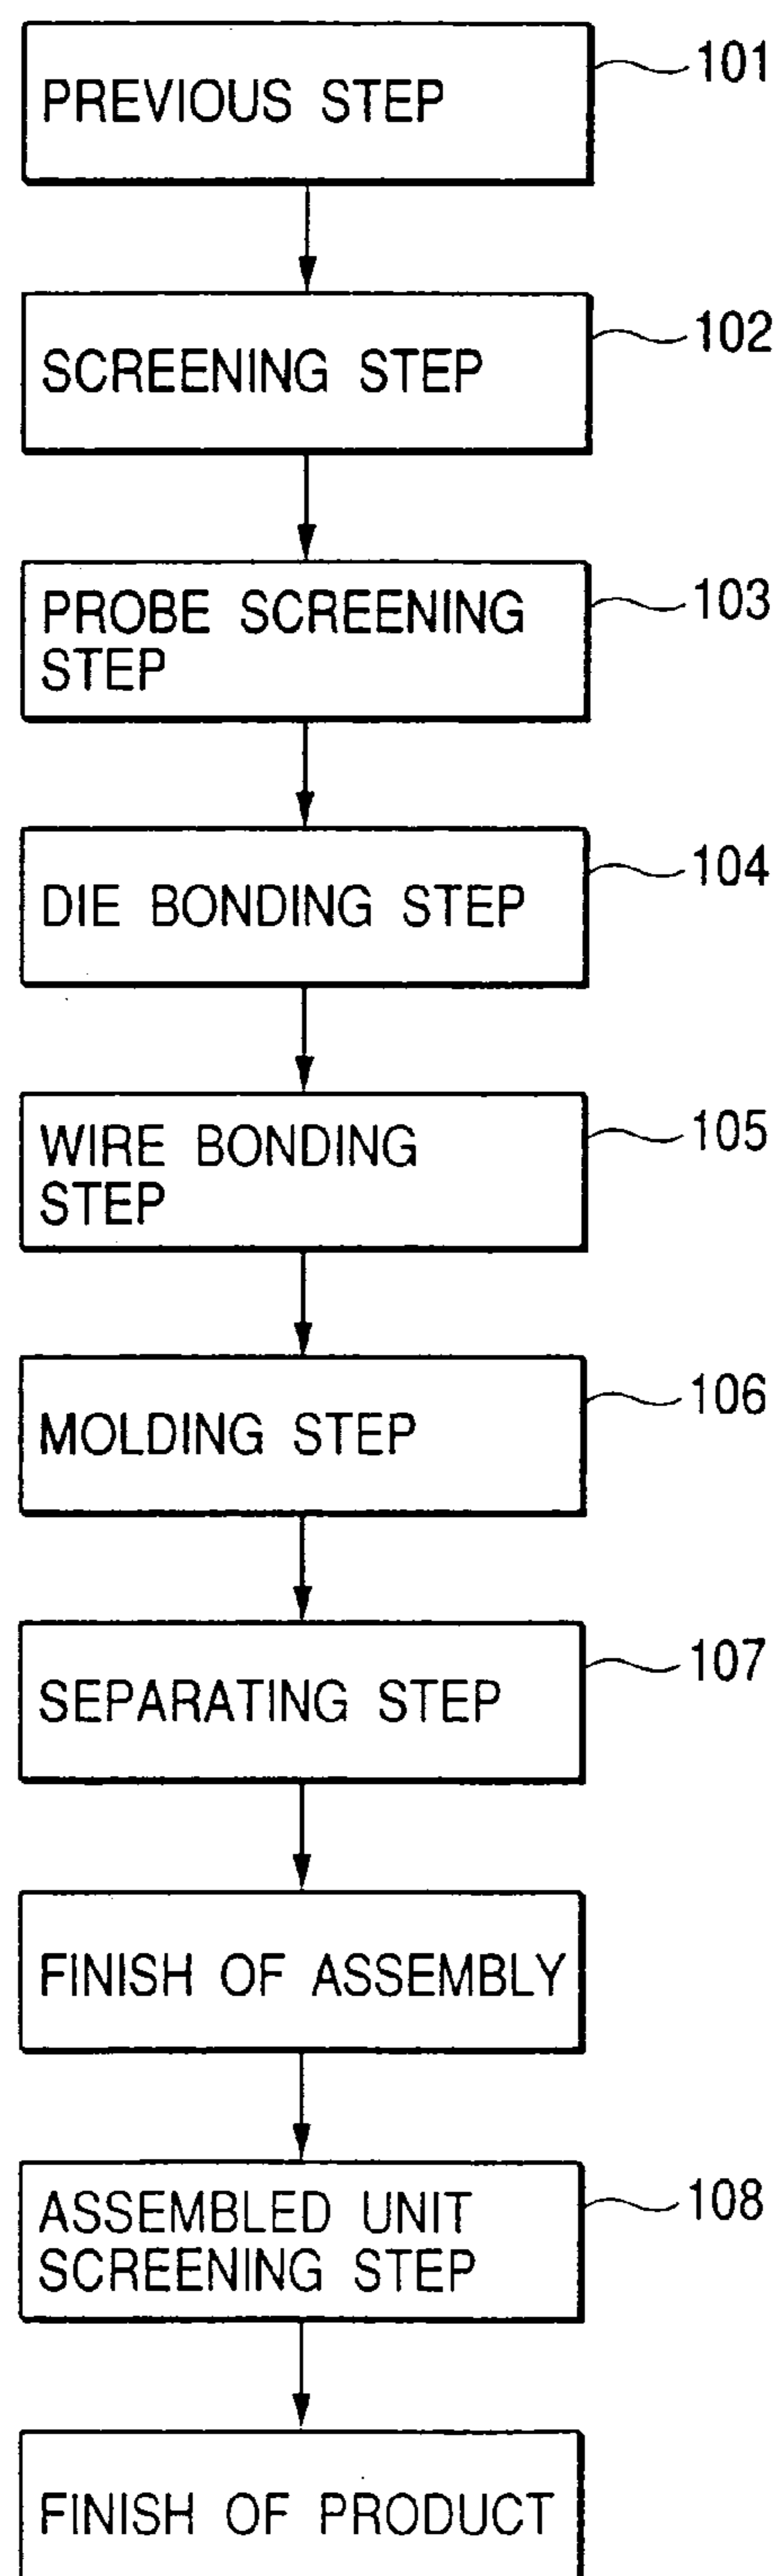 PREVIOUS STEP
101
SCREENING STEP
102
PROBE SCREENING
STEP
103
DIE BONDING STEP
104
WIRE BONDING
STEP
105
MOLDING STEP
106
SEPARATING STEP
107
FINISH OF ASSEMBLY
ASSEMBLED UNIT
SCREENING STEP
108
FINISH OF PRODUCT